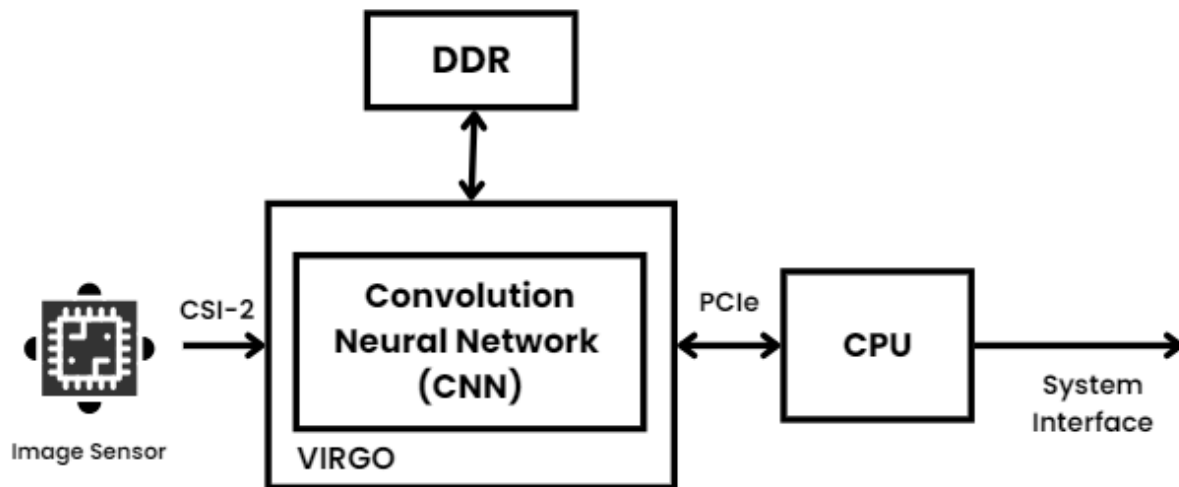 DDR
CSI-2
Convolution
Neural Network
(CNN)
VIRGO
PCIe
CPU
System
Interface
Image Sensor